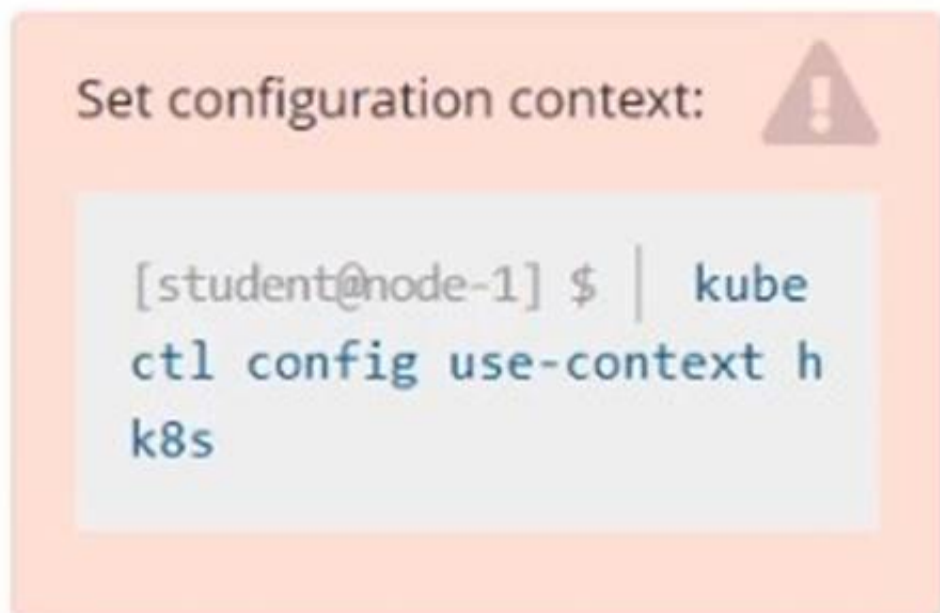 Set configuration context:
[student@node-1] $ | kube
ctl config use-context h
k8s